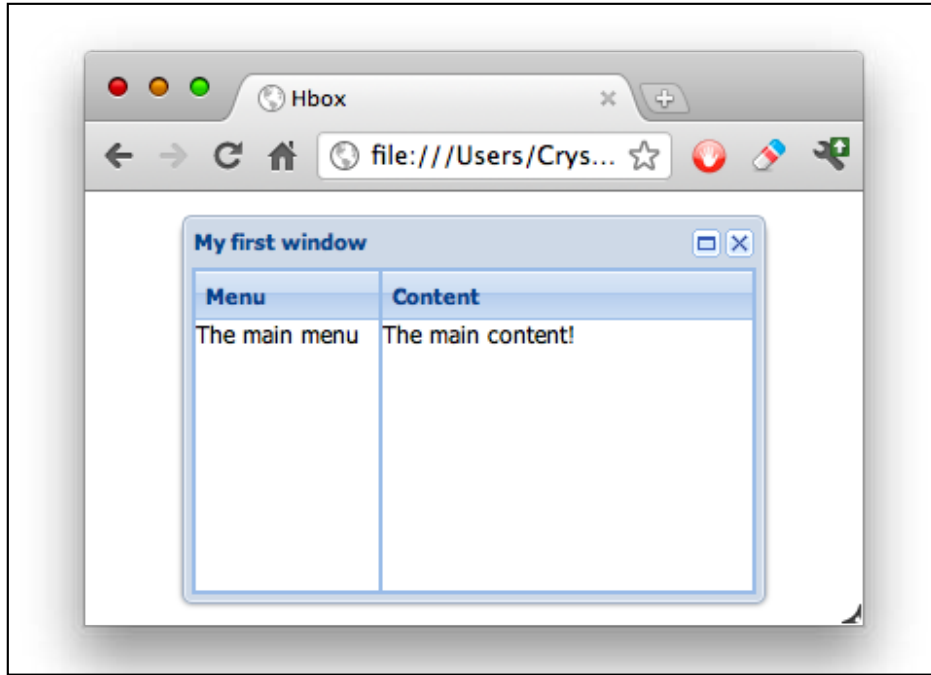 Hbox
file:///Users/Crys...
My first window
Menu
Content
The main menu
The main content!